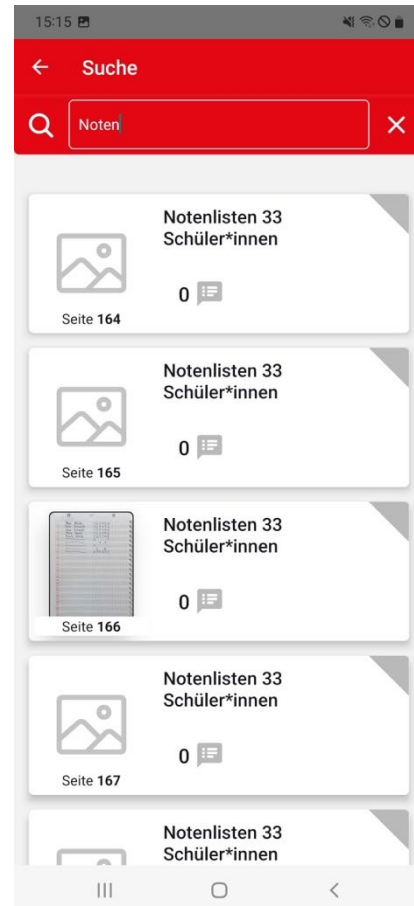 15:15
Suche
Noten
Notenlisten 33
Schüler*innen
0
Seite 164
Notenlisten 33
Schüler*innen
0
Seite 165
Notenlisten 33
Schüler*innen
0
Seite 166
Notenlisten 33
Schüler*innen
0
Seite 167
Notenlisten 33
Schüler*innen